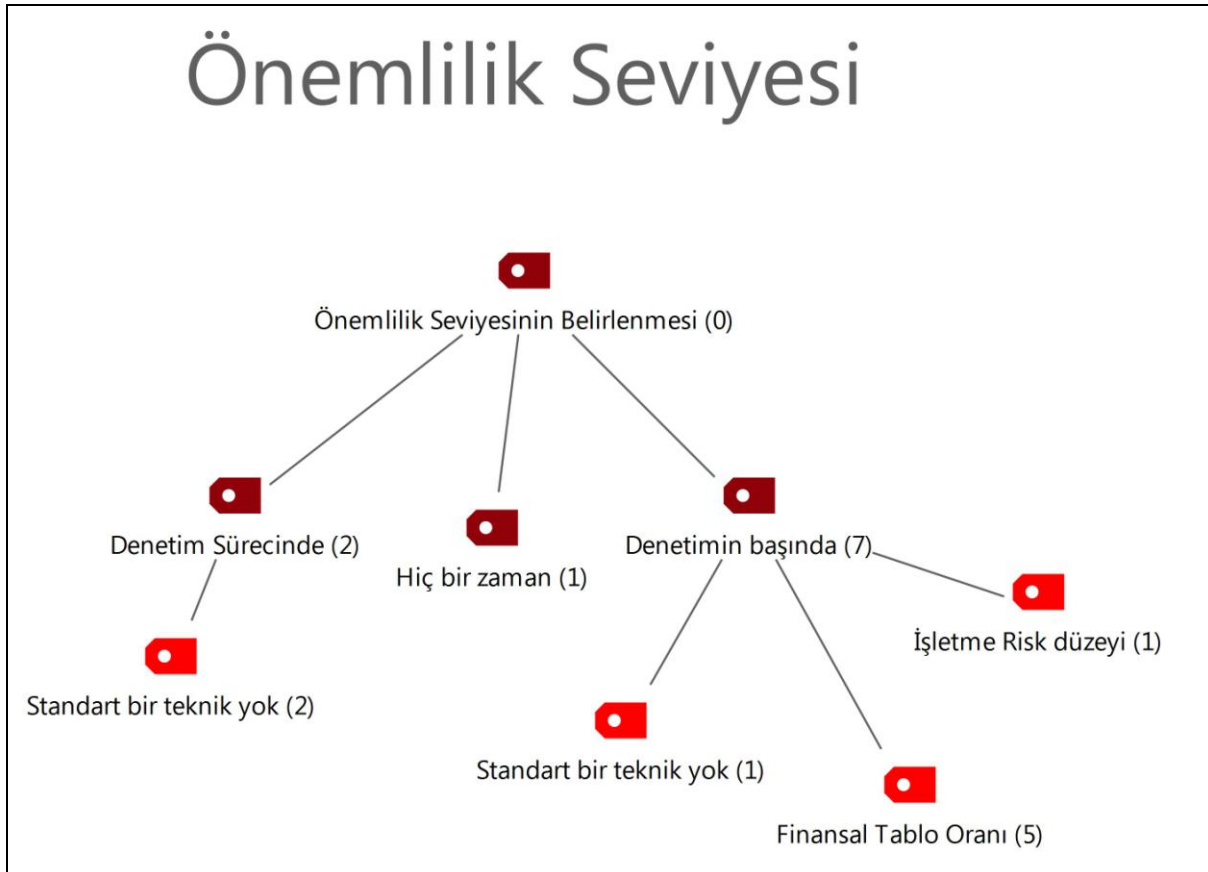 Önemlilik Seviyesi
Önemlilik Seviyesinin Belirlenmesi (0)
Denetim Sürecinde (2)
Hiç bir zaman (1)
Denetimin başında (7)
İşletme Risk düzeyi (1)
Standart bir teknik yok (2)
Standart bir teknik yok (1)
Finansal Tablo Oranı (5)